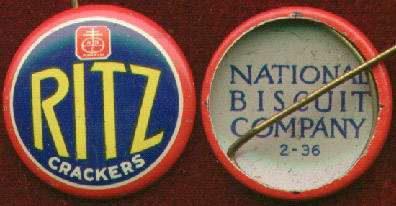 RITZ
CRACKERS
NATIONAL
BISCUIT
COMPANY
2-36